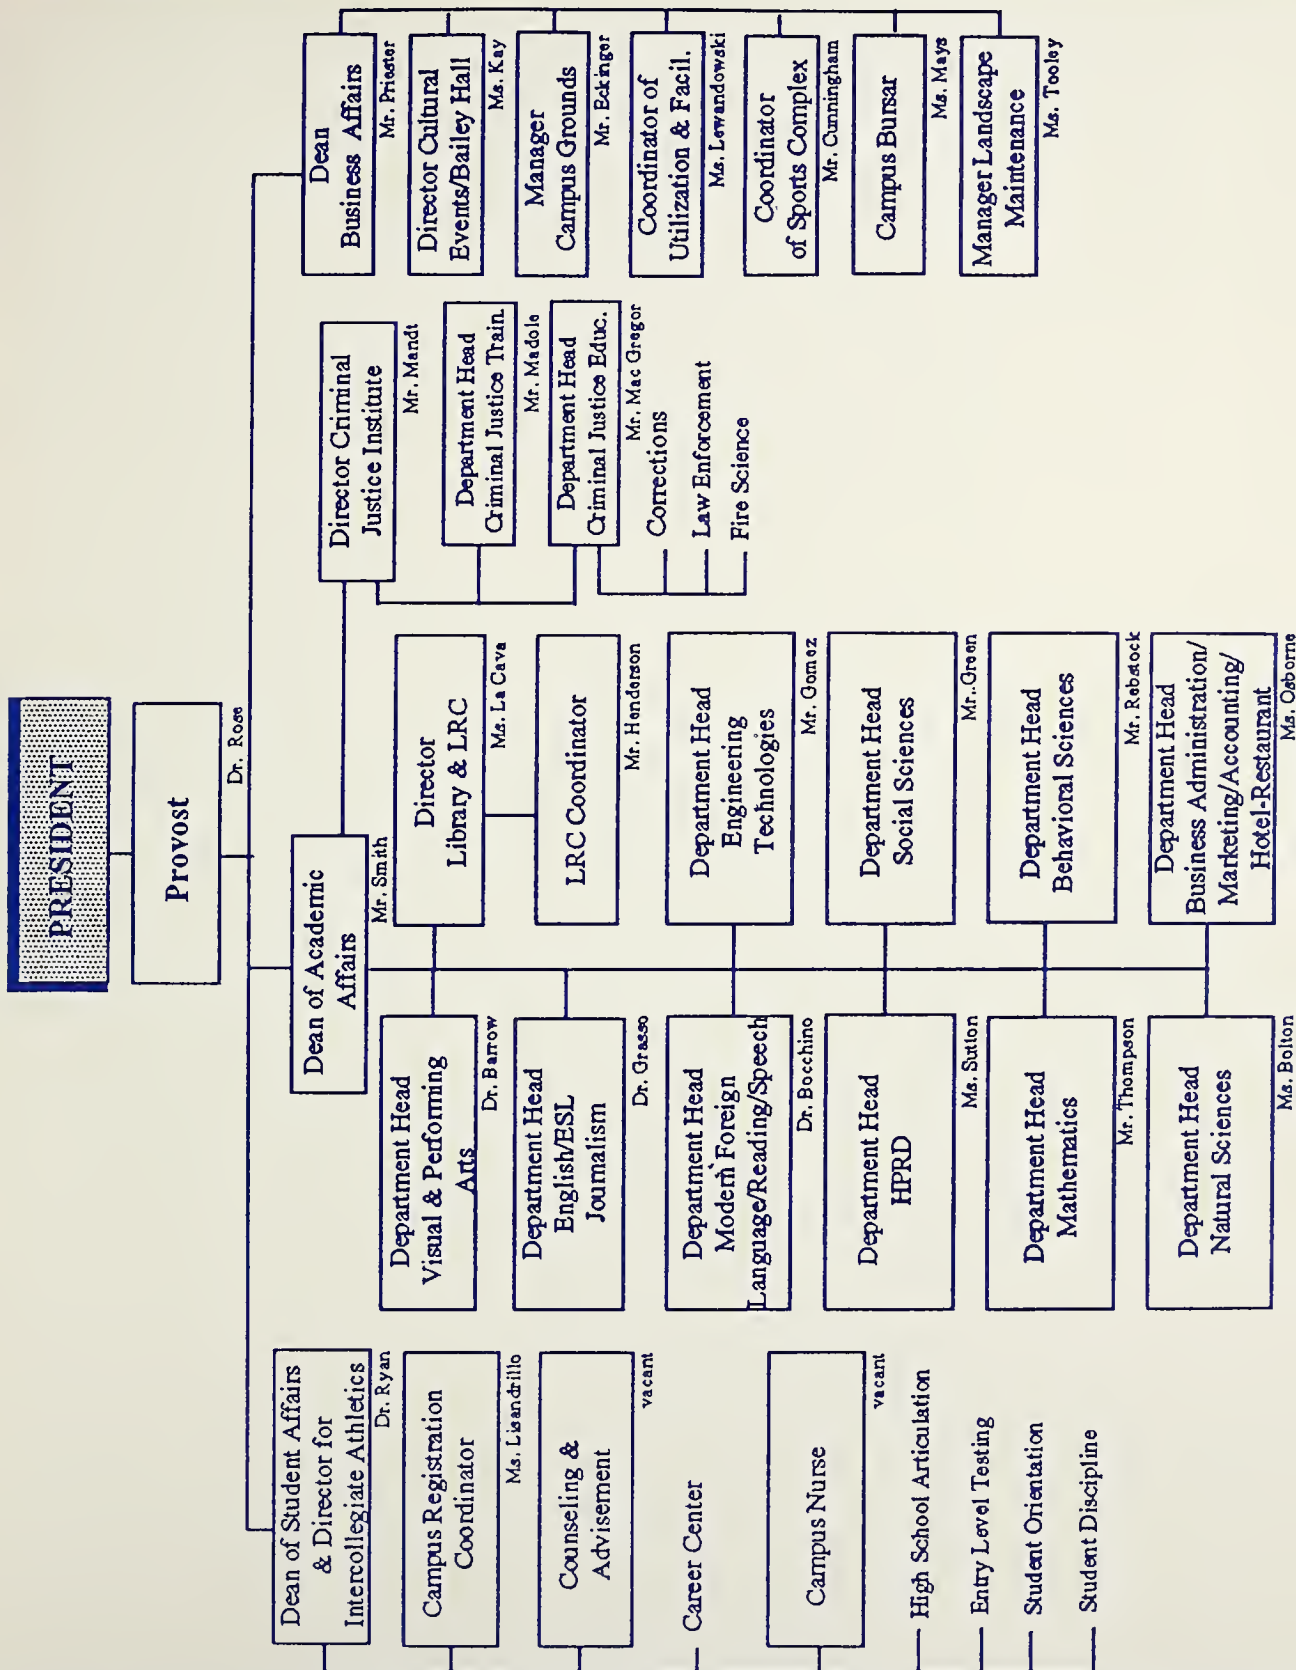 PRESIDENT
Provost
Dr. Rose
Dean of Student Affairs
& Director for
Intercollegiate Athletics
Dr. Ryan
Campus Registration
Coordinator
Ms. Lisandrillo
Counseling &
Advisement
vacant
Career Center
Campus Nurse
vacant
High School Articulation
Entry Level Testing
Student Orientation
Student Discipline
Dean of Academic
Affairs
Mr. Smith
Department Head
Visual & Performing
Arts
Dr. Barrow
Department Head
English/ESL
Journalism
Dr. Grasso
Department Head
Modern Foreign
Language/Reading/Speech
Dr. Bocchino
Department Head
HPRD
Ms. Sutton
Department Head
Mathematics
Mr. Thompson
Department Head
Natural Sciences
Ms. Bolton
Director
Library & LRC
Ms. La Cava
LRC Coordinator
Mr. Henderson
Department Head
Engineering
Technologies
Mr. Gomez
Department Head
Social Sciences
Mr. Green
Department Head
Behavioral Sciences
Mr. Rebstock
Department Head
Business Administration/
Marketing/Accounting/
Hotel-Restaurant
Ms. Osborne
Director Criminal
Justice Institute
Mr. Mandt
Department Head
Criminal Justice Train.
Mr. Madole
Department Head
Criminal Justice Educ.
Mr. Mac Gregor
Corrections
Law Enforcement
Fire Science
Dean
Business Affairs
Mr. Priester
Director Cultural
Events/Bailey Hall
Ms. Kay
Manager
Campus Grounds
Mr. Eckinger
Coordinator of
Utilization & Facil.
Ms. Lewandowski
Coordinator
of Sports Complex
Mr. Cunningham
Campus Bursar
Ms. Mays
Manager Landscape
Maintenance
Ms. Tooley